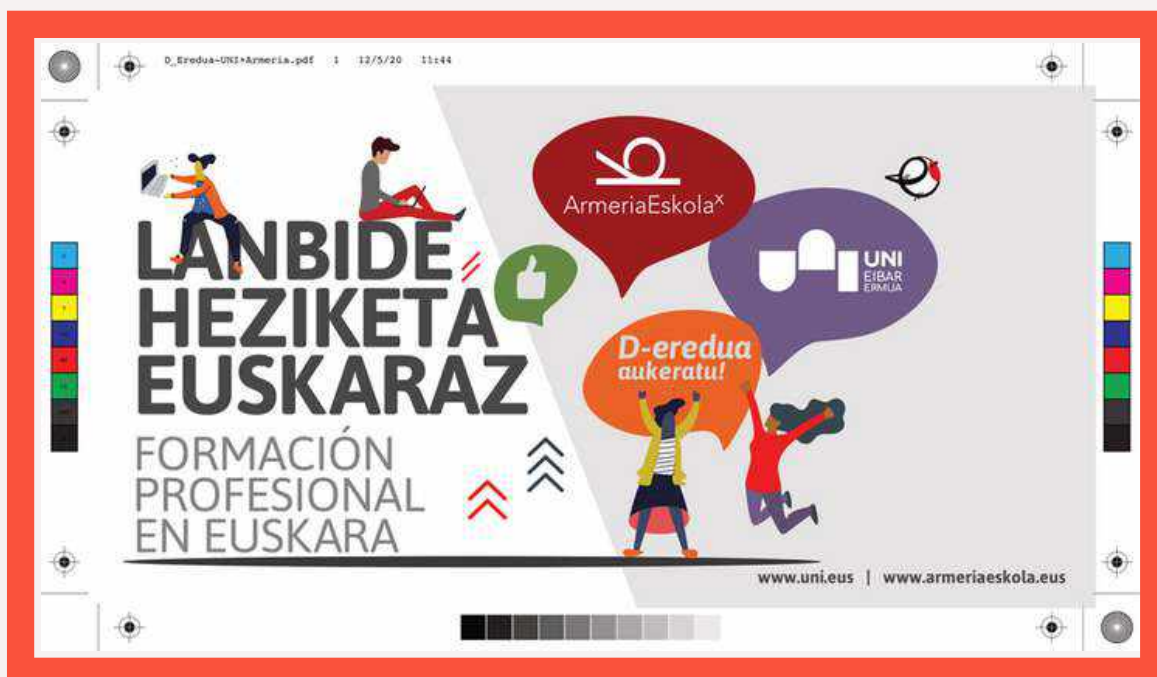 D_Eredua-UNI+Armeria.pdf 1 12/5/20 11:44
LANBIDE
HEZIKETA
EUSKARAZ
FORMACIÓN
PROFESIONAL
EN EUSKARA
ArmeriaEskolaˣ
UNI
EIBAR
ERMUA
D-eredua
aukeratu!
www.uni.eus | www.armeriaeskola.eus